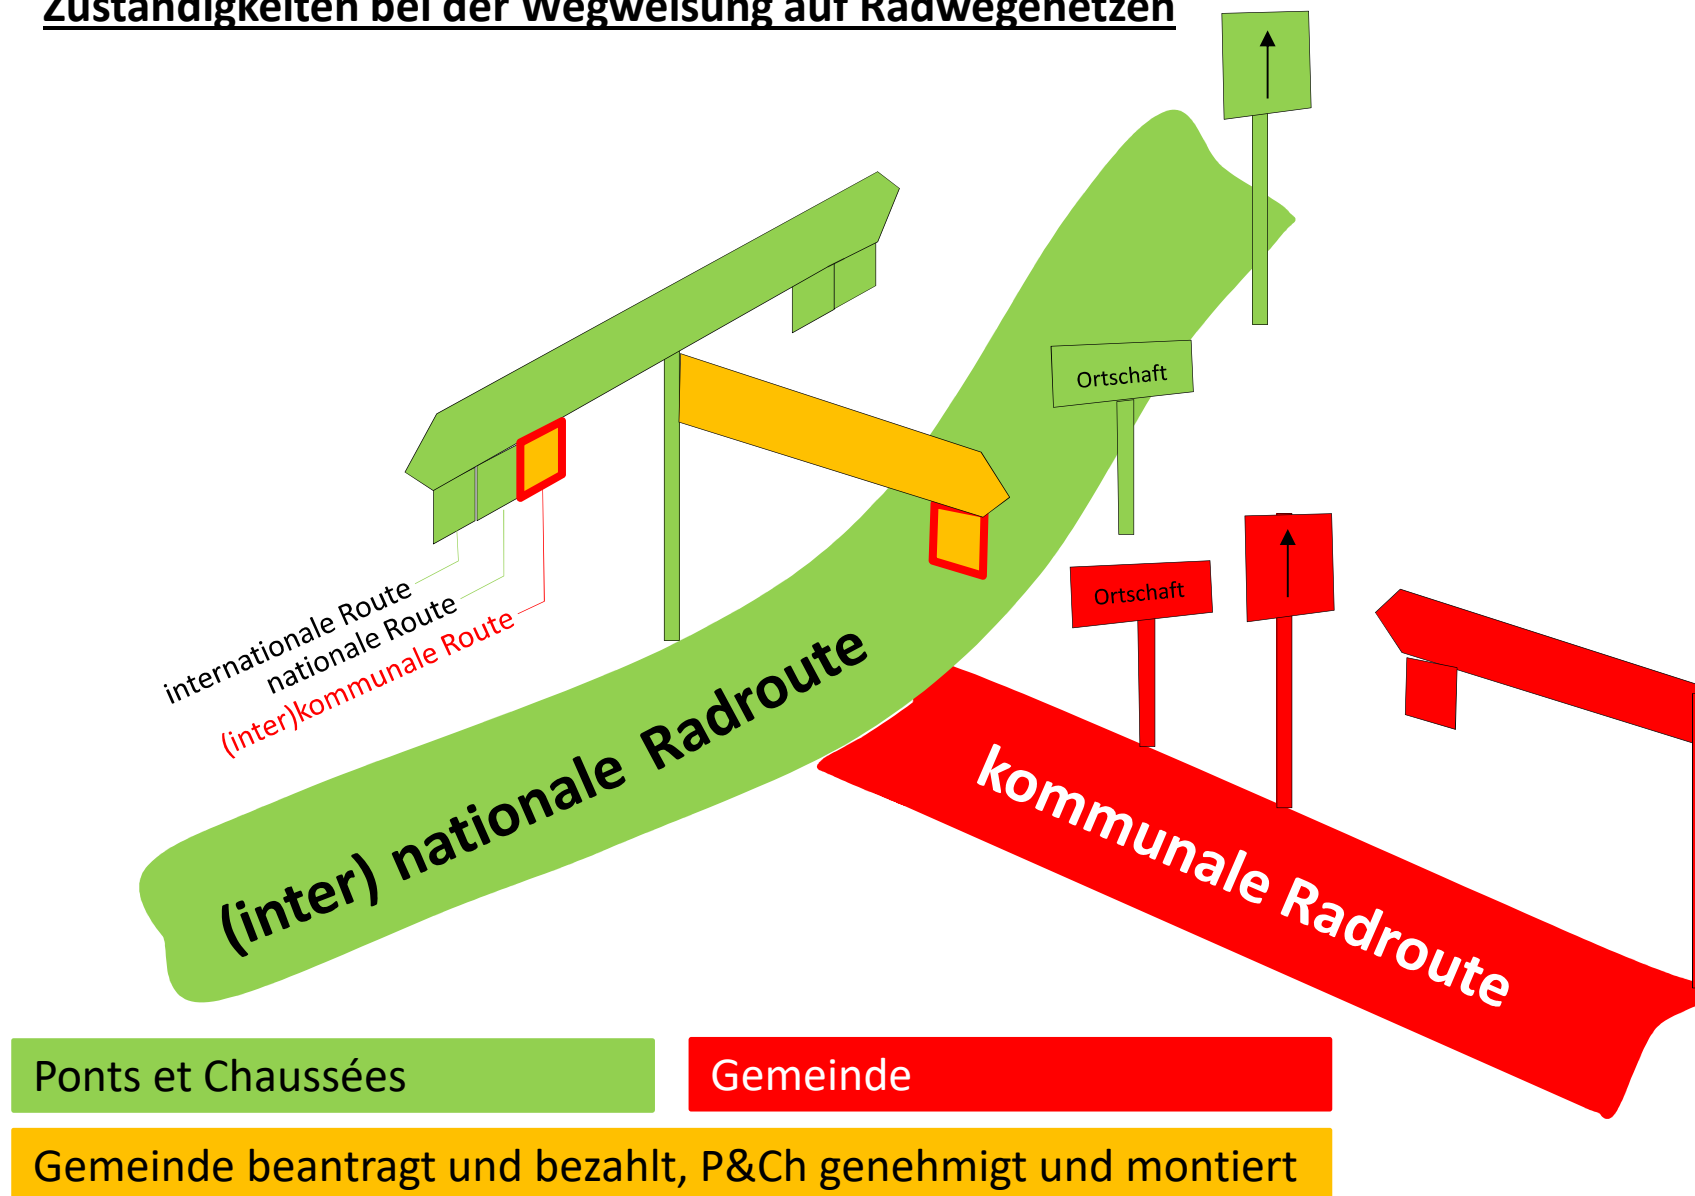 Zuständigkeiten bei der Wegweisung auf Radwegenetzen
Ortschaft
internationale Route
nationale Route
(inter)kommunale Route
Ortschaft
(inter) nationale Radroute
kommunale Radroute
Ponts et Chaussées
Gemeinde
Gemeinde beantragt und bezahlt, P&Ch genehmigt und montiert